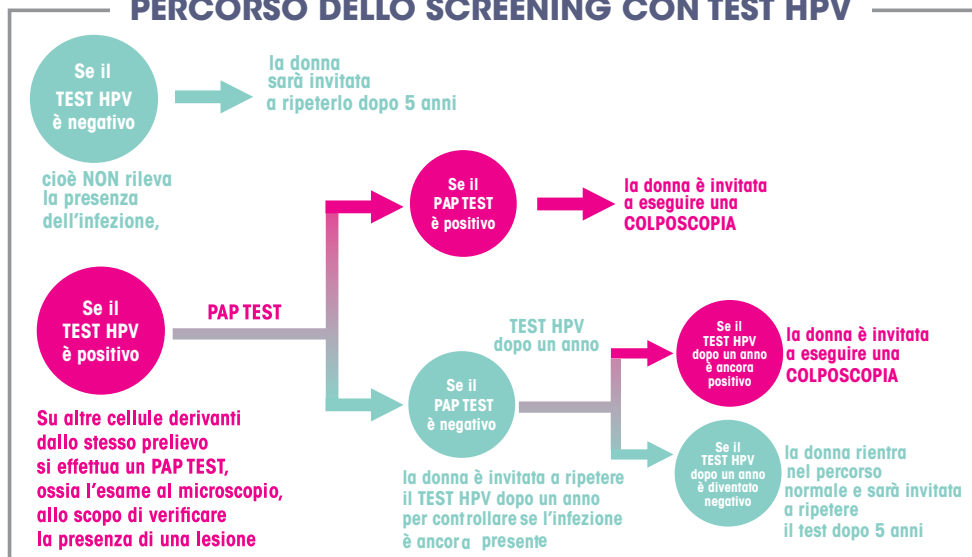 PERCORSO DELLO SCREENING CON TEST HPV
Se il
TEST HPV
è negativo
la donna
sarà invitata
a ripeterlo dopo 5 anni
cioè NON rileva
la presenza
dell'infezione,
Se il
TEST HPV
è positivo
PAP TEST
Su altre cellule derivanti
dallo stesso prelievo
si effettua un PAP TEST,
ossia l'esame al microscopio,
allo scopo di verificare
la presenza di una lesione
Se il
PAP TEST
è positivo
la donna è invitata
a eseguire una
COLPOSCOPIA
Se il
PAP TEST
è negativo
la donna è invitata a ripetere
il TEST HPV dopo un anno
per controllare se l'infezione
è ancora presente
TEST HPV
dopo un anno
Se il
TEST HPV
dopo un anno
è ancora
positivo
la donna è invitata
a eseguire una
COLPOSCOPIA
Se il
TEST HPV
dopo un anno
è diventato
negativo
la donna rientra
nel percorso
normale e sarà invitata
a ripetere
il test dopo 5 anni